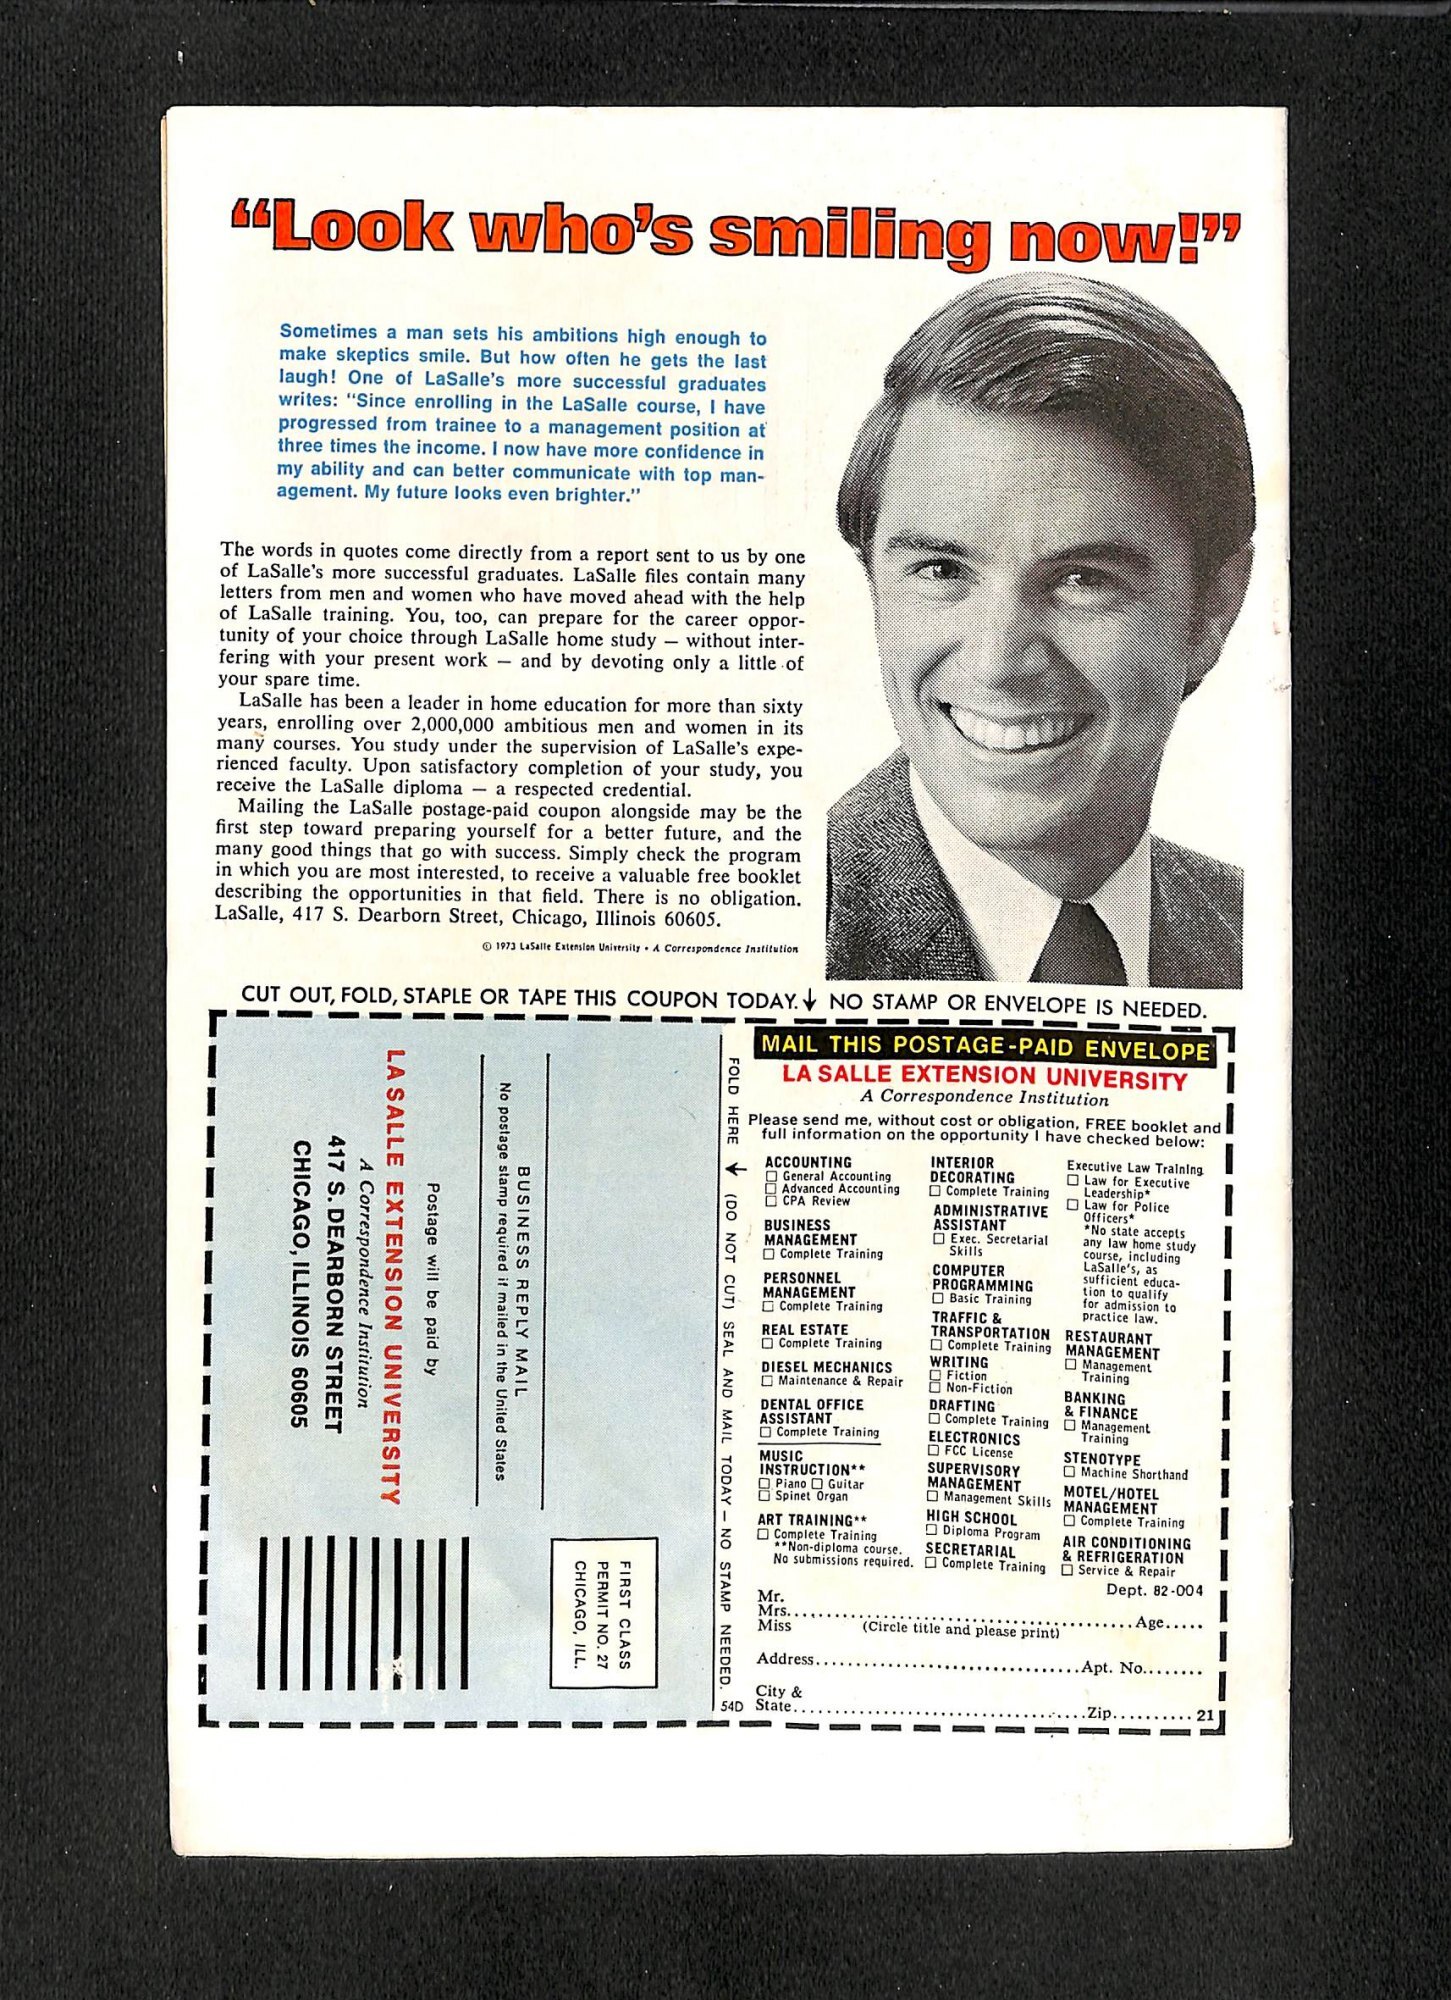 “Look who’s smiling now!”
Sometimes a man sets his ambitions high enough to
make skeptics smile. But how often he gets the last
laugh! One of LaSalle’s more successful graduates
writes: “Since enrolling in the LaSalle course, I have
progressed from trainee to a management position at
three times the income. I now have more confidence in
my ability and can better communicate with top man-
agement. My future looks even brighter.”
The words in quotes come directly from a report sent to us by one
of LaSalle’s more successful graduates. LaSalle files contain many
letters from men and women who have moved ahead with the help
of LaSalle training. You, too, can prepare for the career oppor-
tunity of your choice through LaSalle home study — without inter-
fering with your present work — and by devoting only a little of
your spare time.
LaSalle has been a leader in home education for more than sixty
years, enrolling over 2,000,000 ambitious men and women in its
many courses. You study under the supervision of LaSalle’s expe-
rienced faculty. Upon satisfactory completion of your study, you
receive the LaSalle diploma — a respected credential.
Mailing the LaSalle postage-paid coupon alongside may be the
first step toward preparing yourself for a better future, and the
many good things that go with success. Simply check the program
in which you are most interested, to receive a valuable free booklet
describing the opportunities in that field. There is no obligation.
LaSalle, 417 S. Dearborn Street, Chicago, Illinois 60605.
© 1973 LaSalle Extension University • A Correspondence Institution
CUT OUT, FOLD, STAPLE OR TAPE THIS COUPON TODAY. ↓ NO STAMP OR ENVELOPE IS NEEDED.
FIRST CLASS
PERMIT NO. 27
CHICAGO, ILL.
BUSINESS REPLY MAIL
No postage stamp required if mailed in the United States
Postage will be paid by
LA SALLE EXTENSION UNIVERSITY
A Correspondence Institution
417 S. DEARBORN STREET
CHICAGO, ILLINOIS 60605
FOLD HERE ↓ (DO NOT CUT) SEAL AND MAIL TODAY — NO STAMP NEEDED.
54D
MAIL THIS POSTAGE-PAID ENVELOPE
LA SALLE EXTENSION UNIVERSITY
A Correspondence Institution
Please send me, without cost or obligation, FREE booklet and
full information on the opportunity I have checked below:
ACCOUNTING
☐ General Accounting
☐ Advanced Accounting
☐ CPA Review
BUSINESS
MANAGEMENT
☐ Complete Training
PERSONNEL
MANAGEMENT
☐ Complete Training
REAL ESTATE
☐ Complete Training
DIESEL MECHANICS
☐ Maintenance & Repair
DENTAL OFFICE
ASSISTANT
☐ Complete Training
MUSIC
INSTRUCTION**
☐ Piano ☐ Guitar
☐ Spinet Organ
ART TRAINING**
☐ Complete Training
**Non-diploma course.
No submissions required.
INTERIOR
DECORATING
☐ Complete Training
ADMINISTRATIVE
ASSISTANT
☐ Exec. Secretarial
Skills
COMPUTER
PROGRAMMING
☐ Basic Training
TRAFFIC &
TRANSPORTATION
☐ Complete Training
WRITING
☐ Fiction
☐ Non-Fiction
DRAFTING
☐ Complete Training
ELECTRONICS
☐ FCC License
SUPERVISORY
MANAGEMENT
☐ Management Skills
HIGH SCHOOL
☐ Diploma Program
SECRETARIAL
☐ Complete Training
Executive Law Training
☐ Law for Executive
Leadership*
☐ Law for Police
Officers*
*No state accepts
any law home study
course, including
LaSalle’s, as
sufficient educa-
tion to qualify
for admission to
practice law.
RESTAURANT
MANAGEMENT
☐ Management
Training
BANKING
& FINANCE
☐ Management
Training
STENOTYPE
☐ Machine Shorthand
MOTEL/HOTEL
MANAGEMENT
☐ Complete Training
AIR CONDITIONING
& REFRIGERATION
☐ Service & Repair
Dept. 82-004
Mr.
Mrs. Age
Miss (Circle title and please print)
Address Apt. No.
City &
State Zip 21